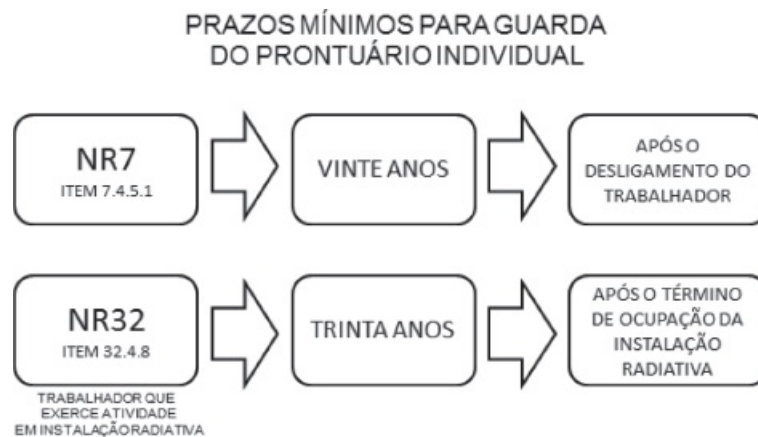 PRAZOS MÍNIMOS PARA GUARDA
DO PRONTUÁRIO INDIVIDUAL
NR7
ITEM 7.4.5.1
VINTE ANOS
APÓS O
DESLIGAMENTO DO
TRABALHADOR
NR32
ITEM 32.4.8
TRINTA ANOS
APÓS O TÉRMINO
DE OCUPAÇÃO DA
INSTALAÇÃO
RADIATIVA
TRABALHADOR QUE
EXERCE ATIVIDADE
EM INSTALAÇÃO RADIATIVA